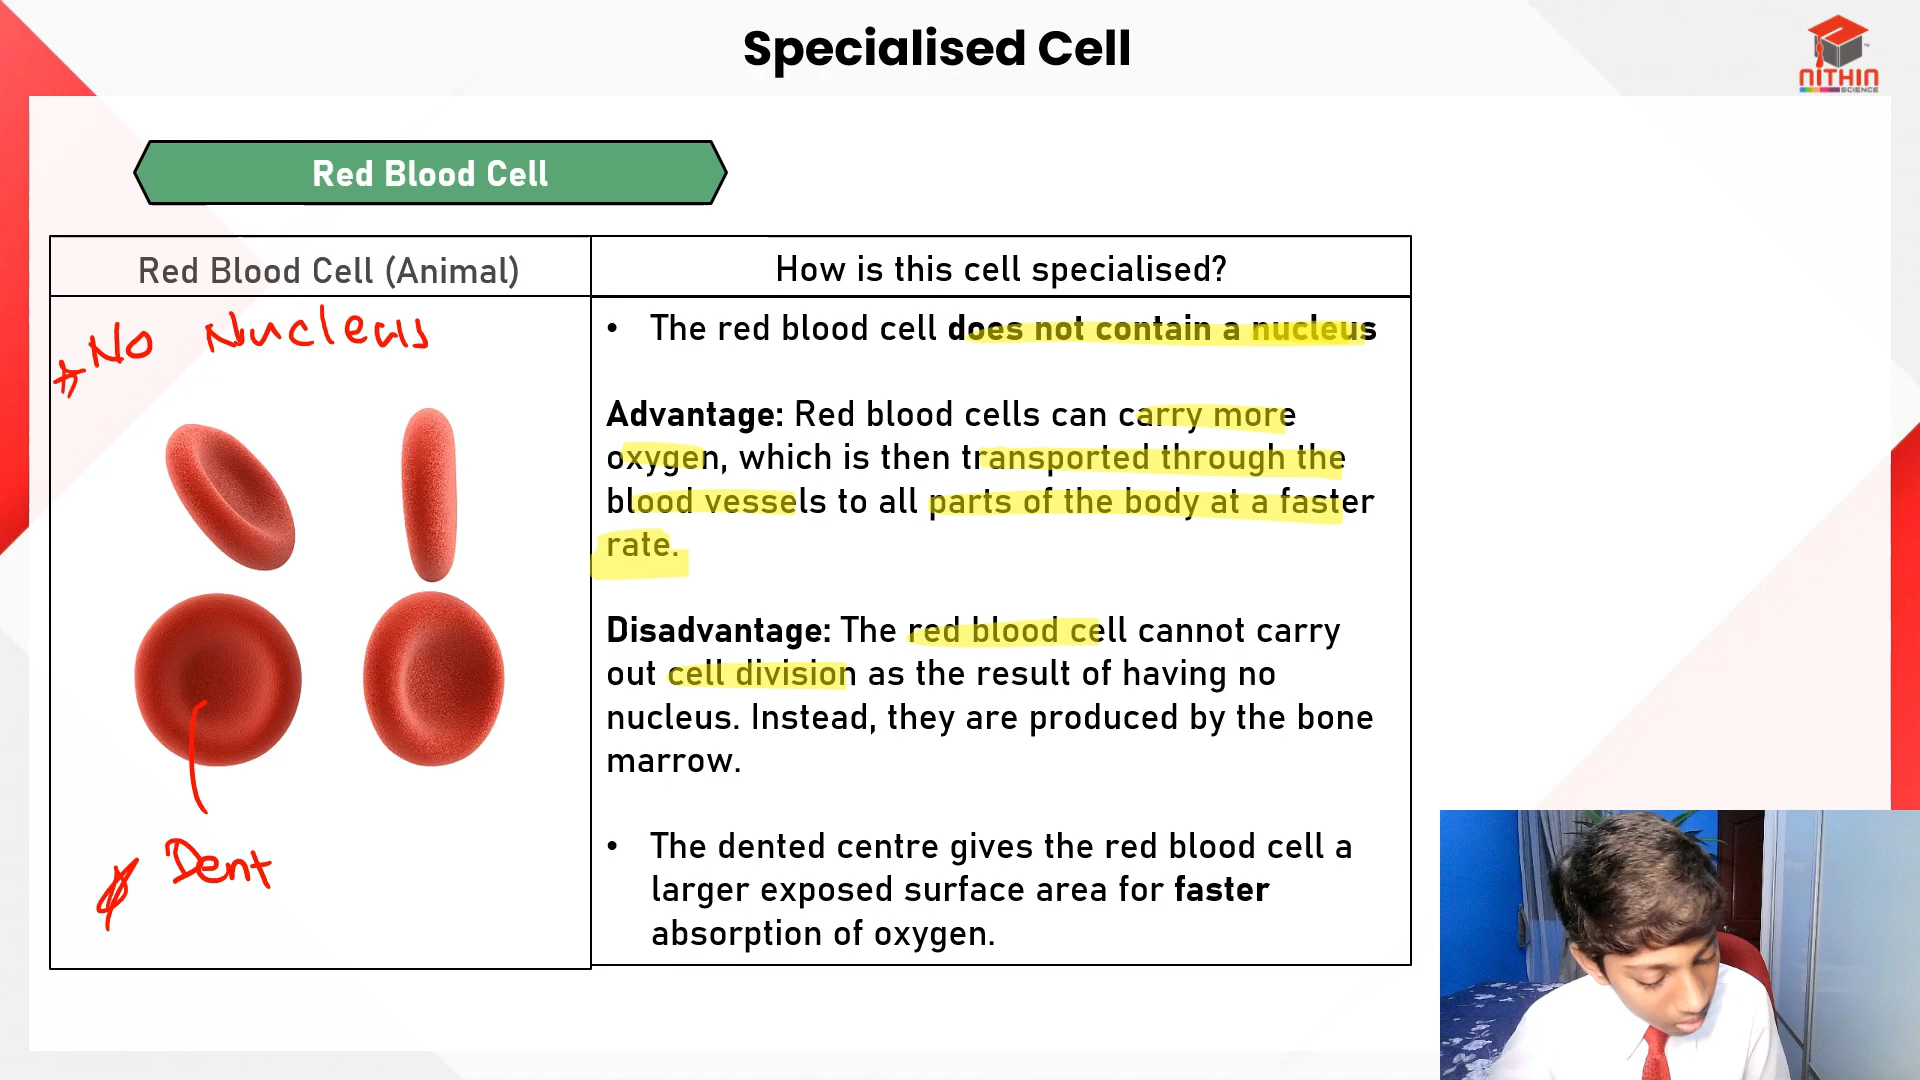 Specialised Cell
NITHIN
SCIENCE
Red Blood Cell
Red Blood Cell (Animal)
How is this cell specialised?
No Nucleus
• The red blood cell does not contain a nucleus
Advantage: Red blood cells can carry more
oxygen, which is then transported through the
blood vessels to all parts of the body at a faster
rate.
Disadvantage: The red blood cell cannot carry
out cell division as the result of having no
nucleus. Instead, they are produced by the bone
marrow.
Dent
• The dented centre gives the red blood cell a
larger exposed surface area for faster
absorption of oxygen.